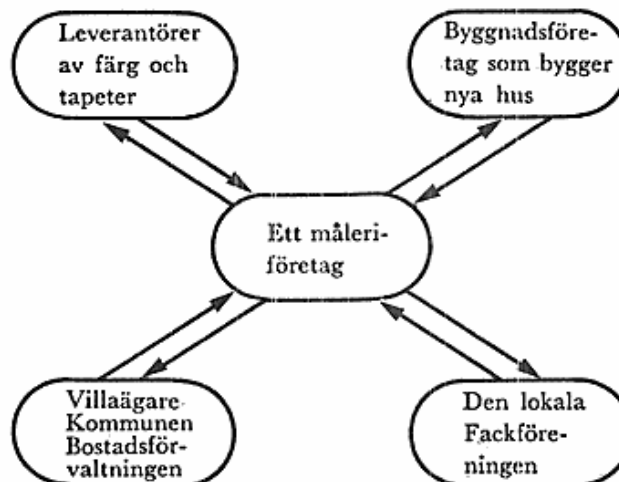 Leverantörer
av färg och
tapeter
Byggnadsföre-
tag som bygger
nya hus
Ett måleri-
företag
Villaägare
Kommunen
Bostadsför-
valtningen
Den lokala
Fackföre-
ningen